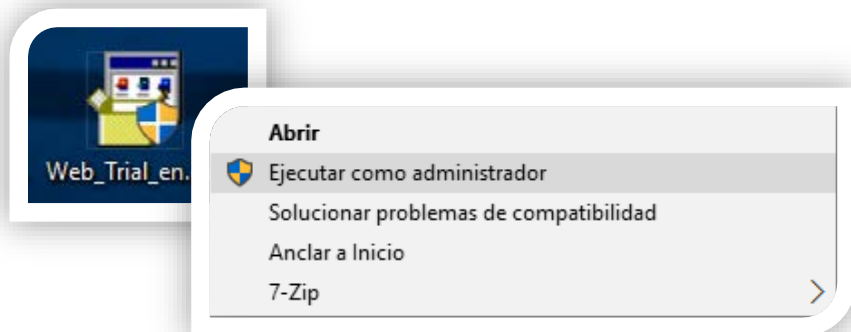 Web_Trial_en.
Abrir
Ejecutar como administrador
Solucionar problemas de compatibilidad
Anclar a Inicio
7-Zip